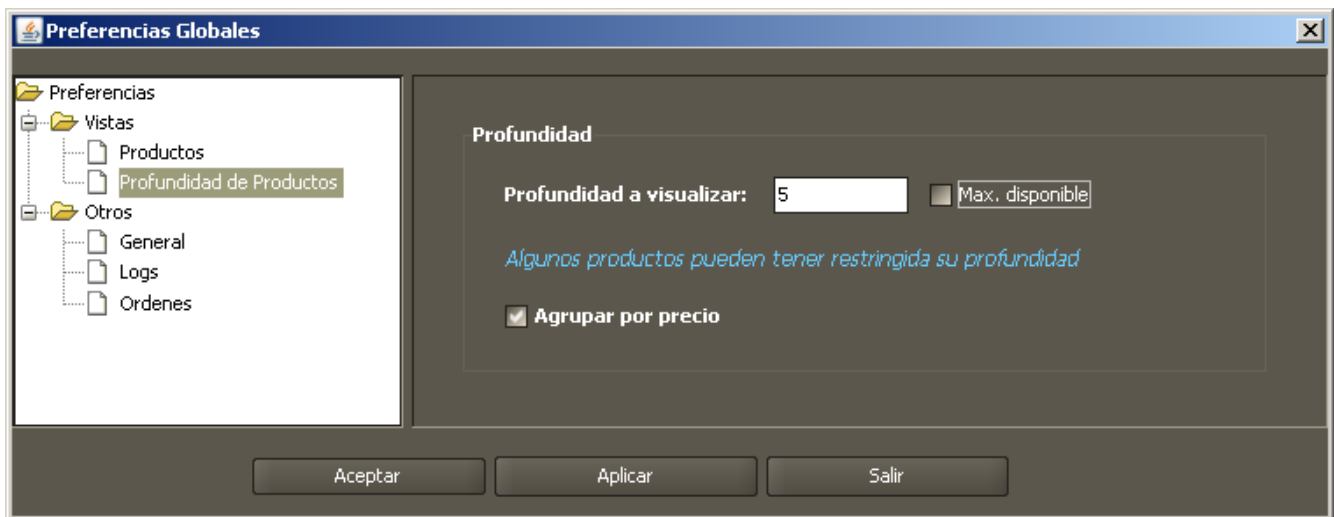 Preferencias Globales
Preferencias
Vistas
Productos
Profundidad de Productos
Otros
General
Logs
Ordenes
Profundidad
Profundidad a visualizar: 5 Max. disponible
Algunos productos pueden tener restringida su profundidad
Agrupar por precio
Aceptar Aplicar Salir